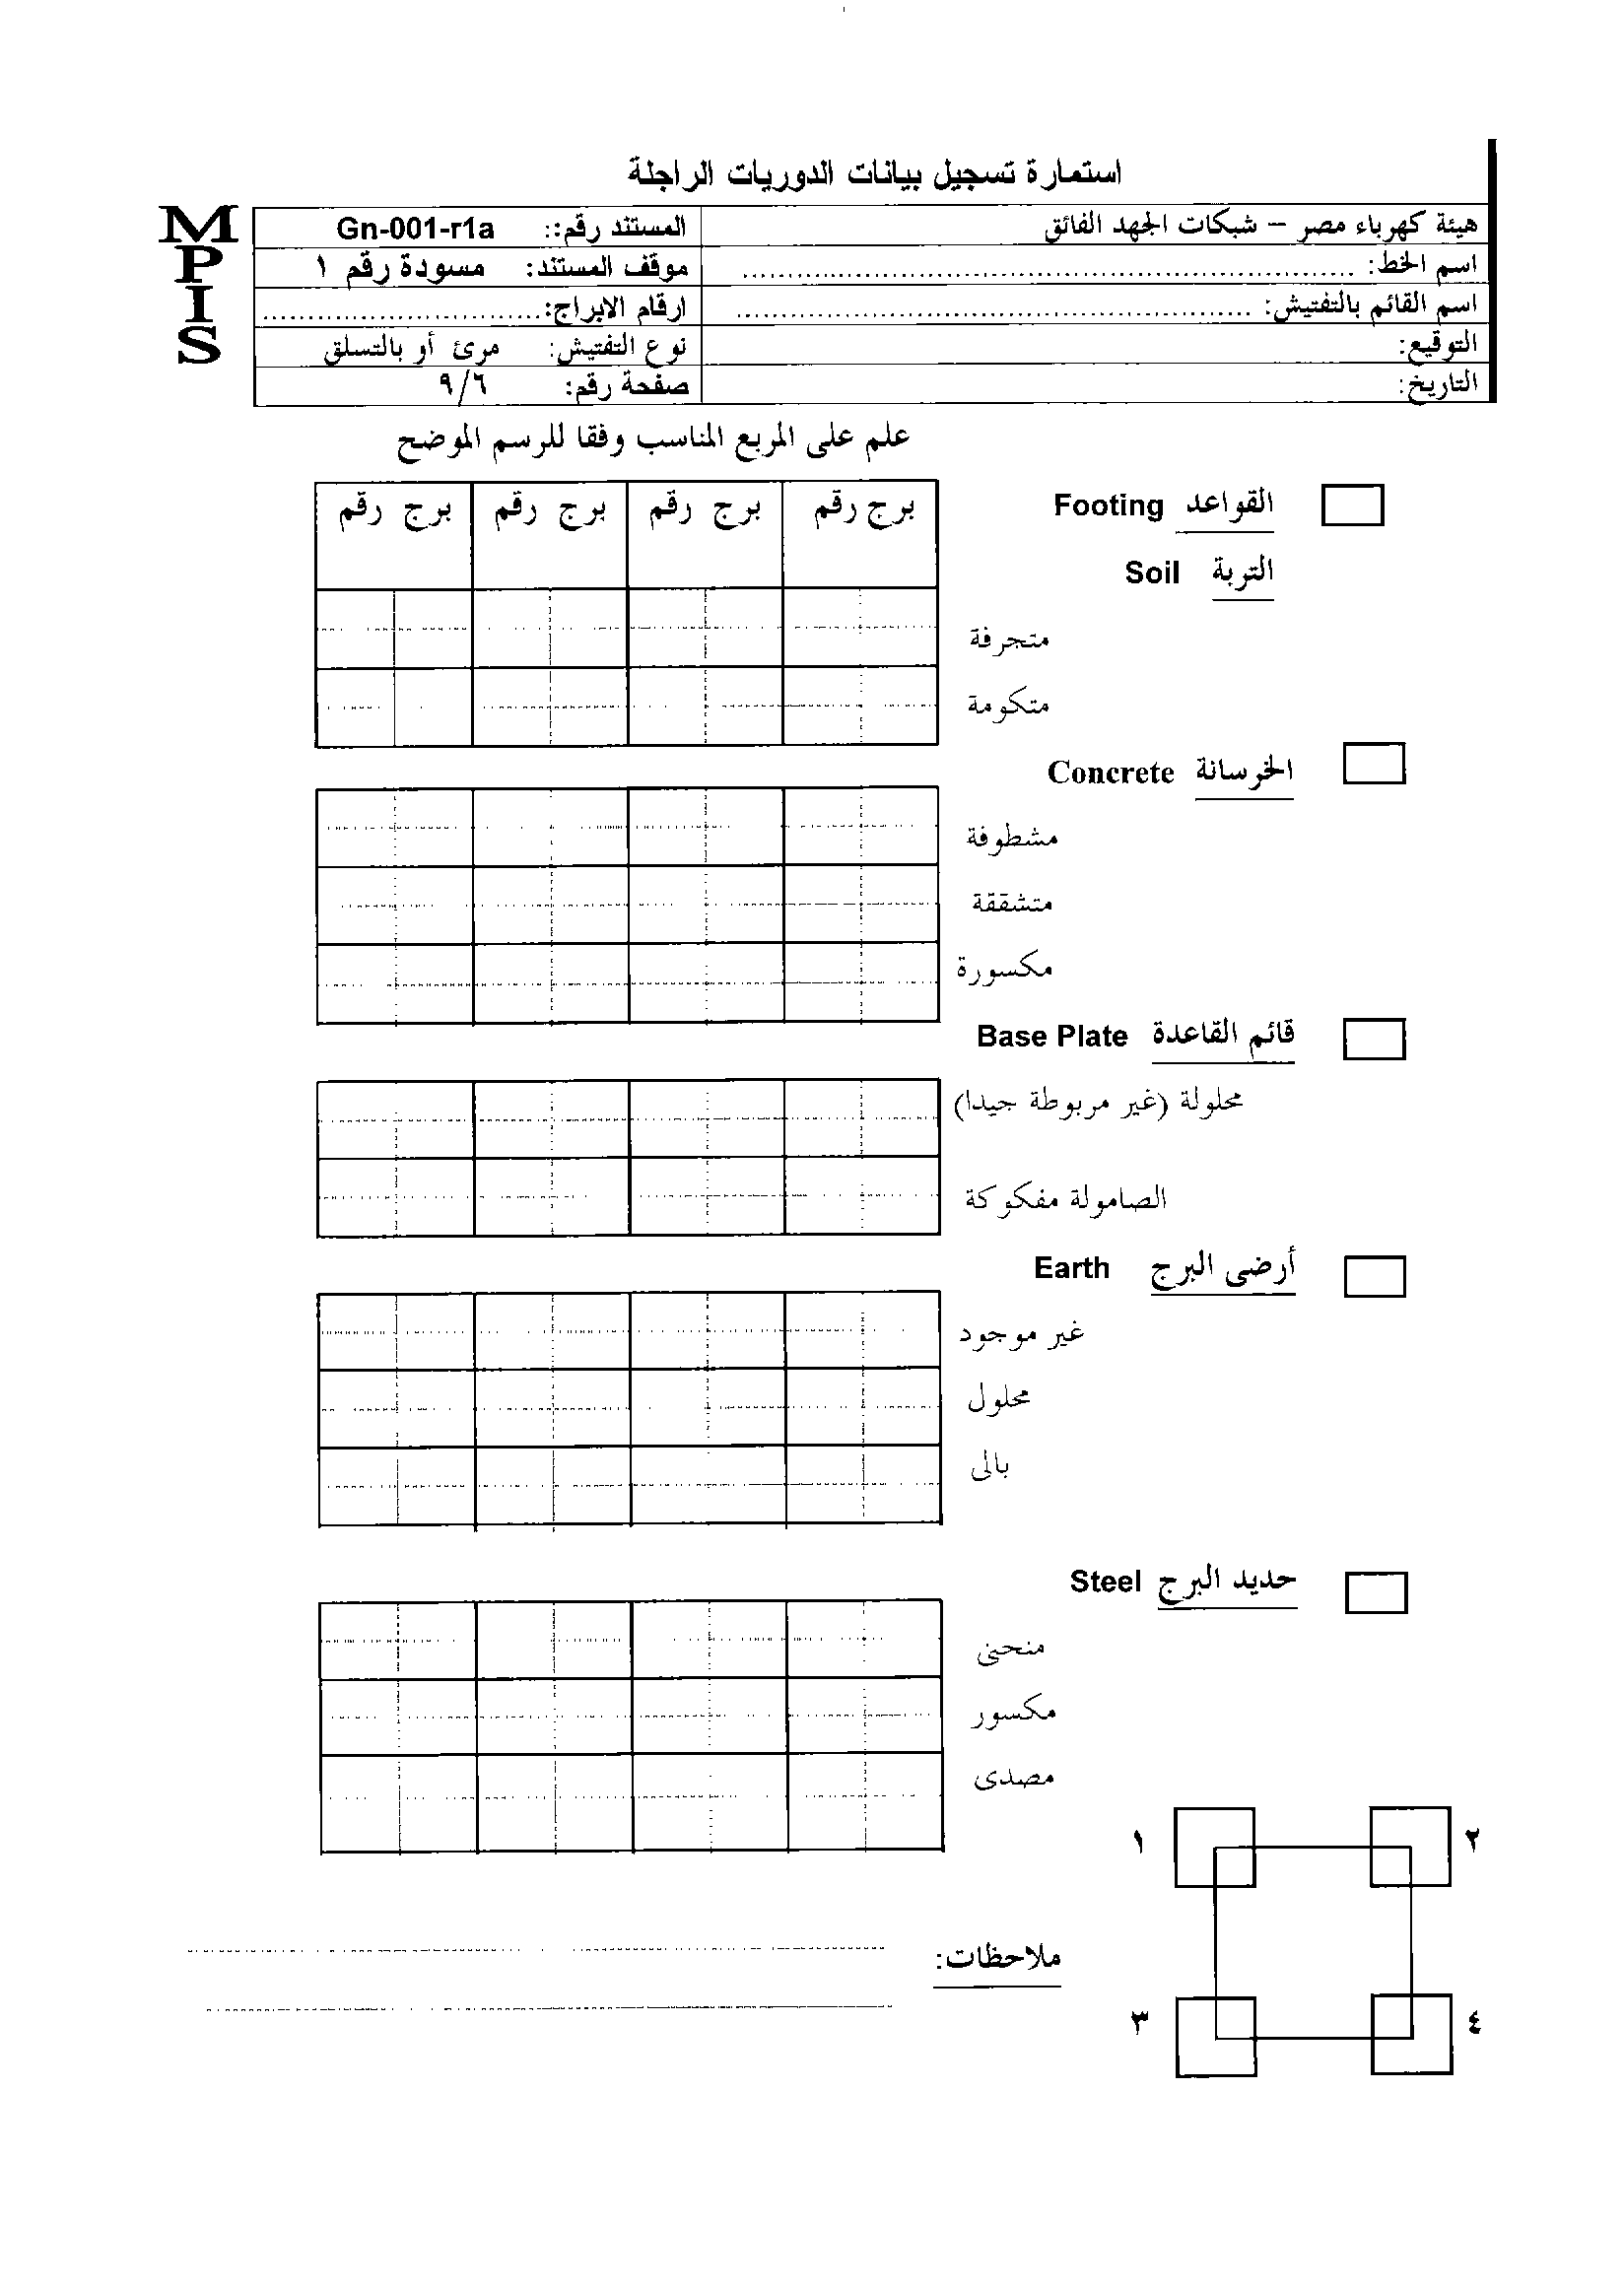 استمارة تسجيل بيانات الدوريات الراجلة
MPIS
هيئة كهرباء مصر – شبكات الجهد الفائق
المستند رقم:: Gn-001-r1a
اسم الخط: ........................................
موقف المستند: مسودة رقم ١
اسم القائم بالتفتيش: ........................................
ارقام الابراج:..............................
التوقيع:
نوع التفتيش: مرئ أو بالتسلق
التاريخ:
صفحة رقم: ٩/٦
علم على المربع المناسب وفقا للرسم الموضح
القواعد Footing
برج رقم برج رقم برج رقم برج رقم
التربة Soil
متجرفة
متكومة
الخرسانة Concrete
مشطوفة
متشققة
مكسورة
قائم القاعدة Base Plate
محلولة (غير مربوطة جيدا)
الصامولة مفكوكة
أرضى البرج Earth
غير موجود
محلول
بالى
حديد البرج Steel
منحنى
مكسور
مصدى
٢ ١
ملاحظات:
٤ ٣